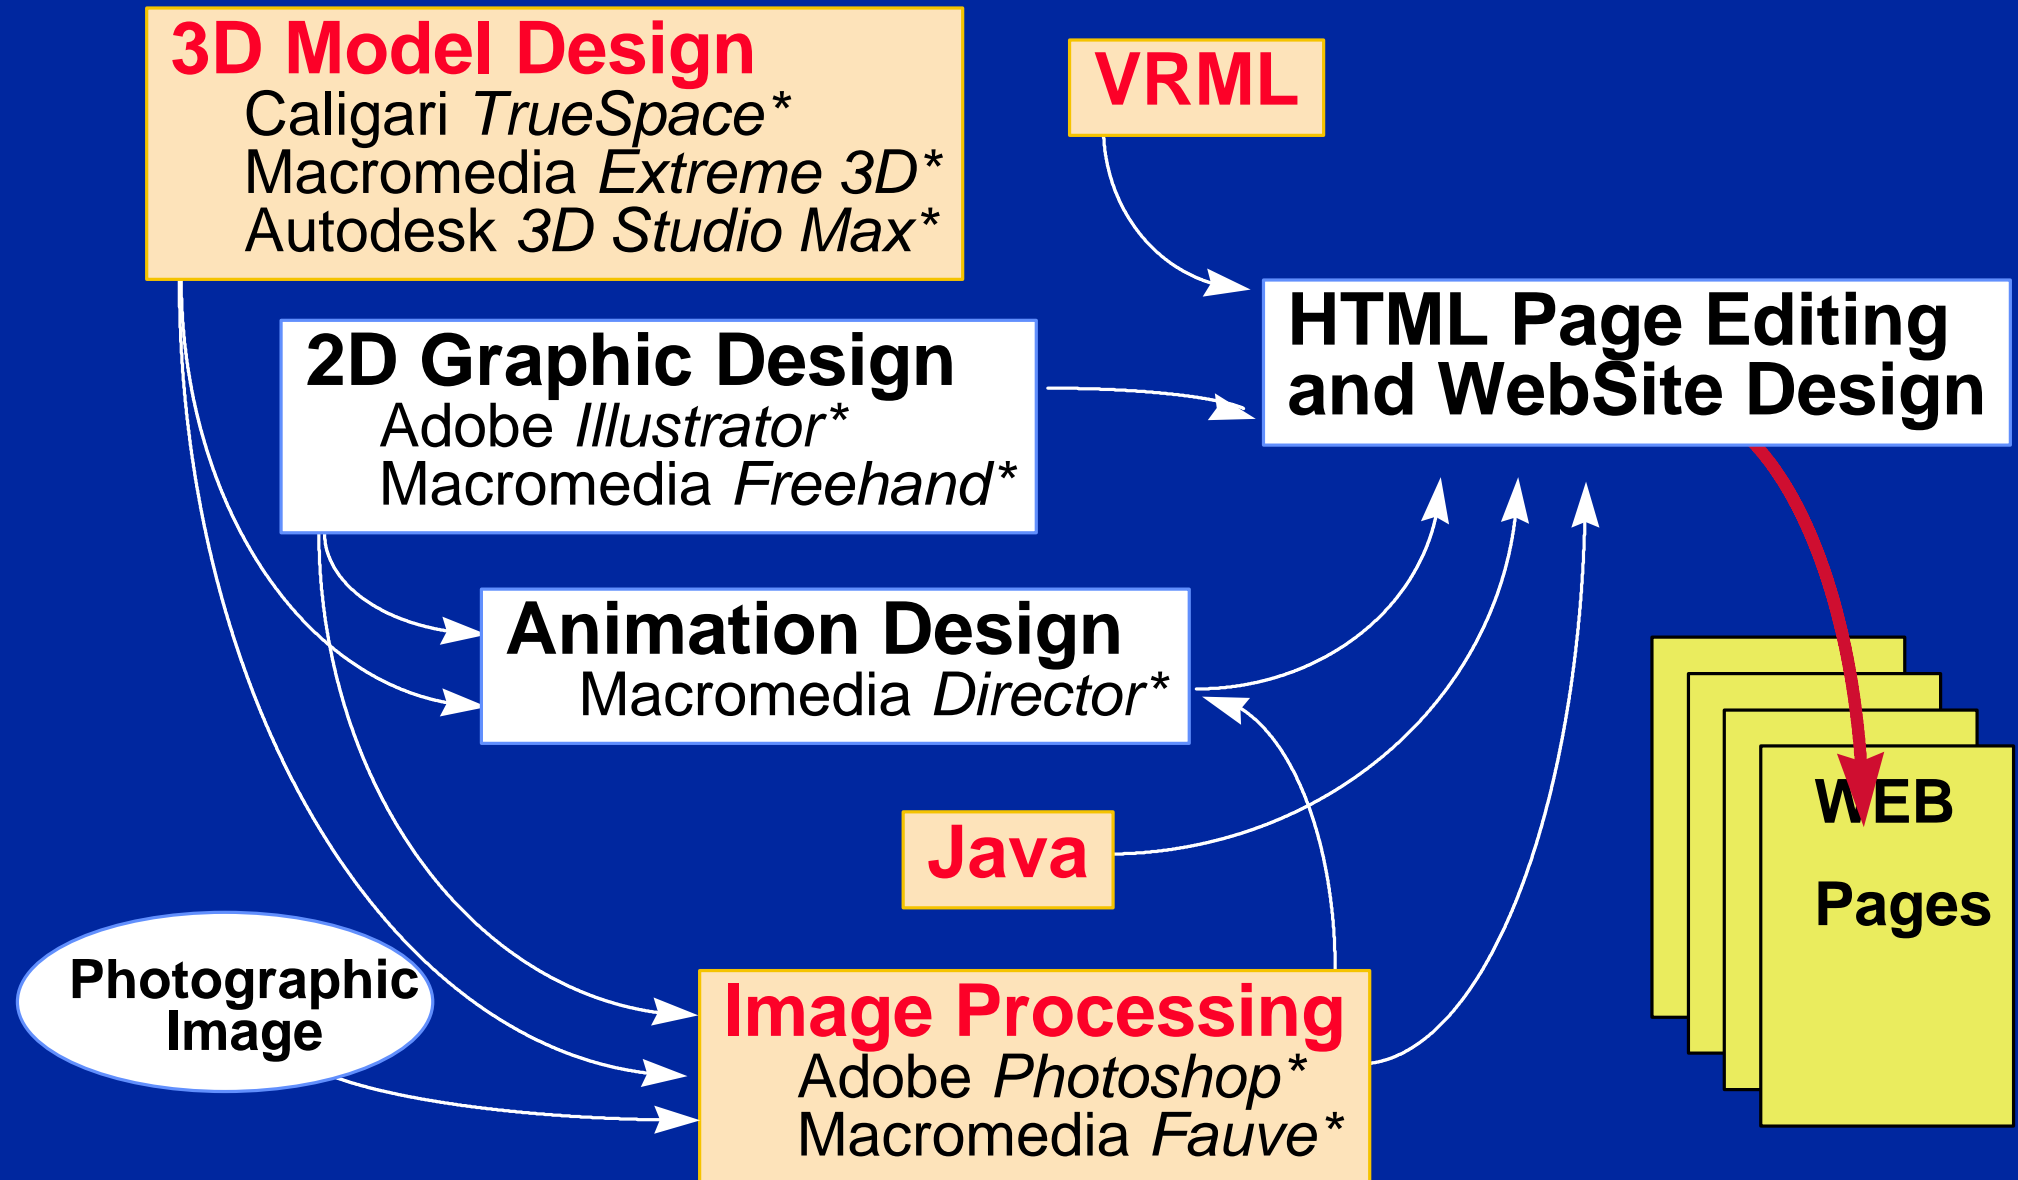 3D Model Design
Caligari TrueSpace*
Macromedia Extreme 3D*
Autodesk 3D Studio Max*
VRML
2D Graphic Design
Adobe Illustrator*
Macromedia Freehand*
HTML Page Editing
and WebSite Design
Animation Design
Macromedia Director*
Java
WEB
Pages
Photographic
Image
Image Processing
Adobe Photoshop*
Macromedia Fauve*